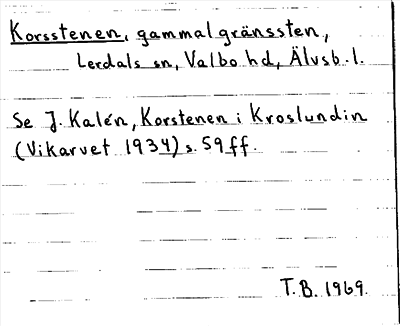 Korsstenen, gammal gränssten,
Lerdals sn, Valbo hd, Älvsb. l.
Se J. Kalén, Korstenen i Kroslundin
(Vikarvet 1934) s. 59 ff.
T. B. 1969.